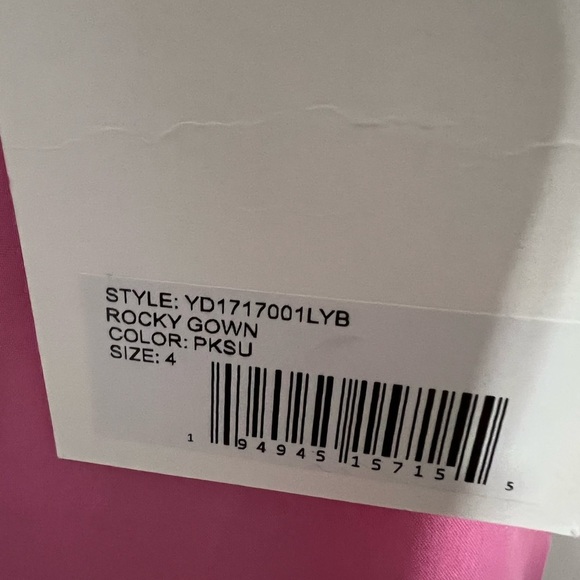 STYLE: YD1717001LYB
ROCKY GOWN
COLOR: PKSU
SIZE: 4
1 94945 15715 5